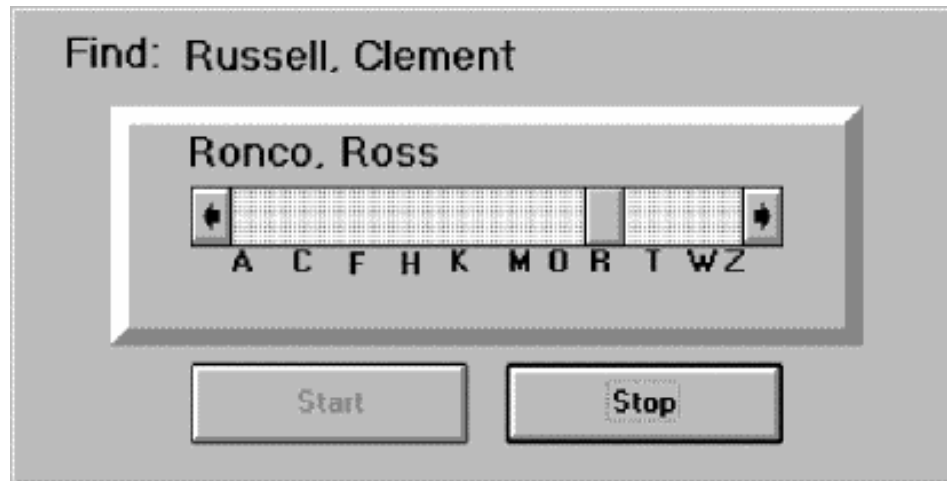 Find: Russell, Clement
Ronco, Ross
A C F H K M O R T W Z
Start Stop